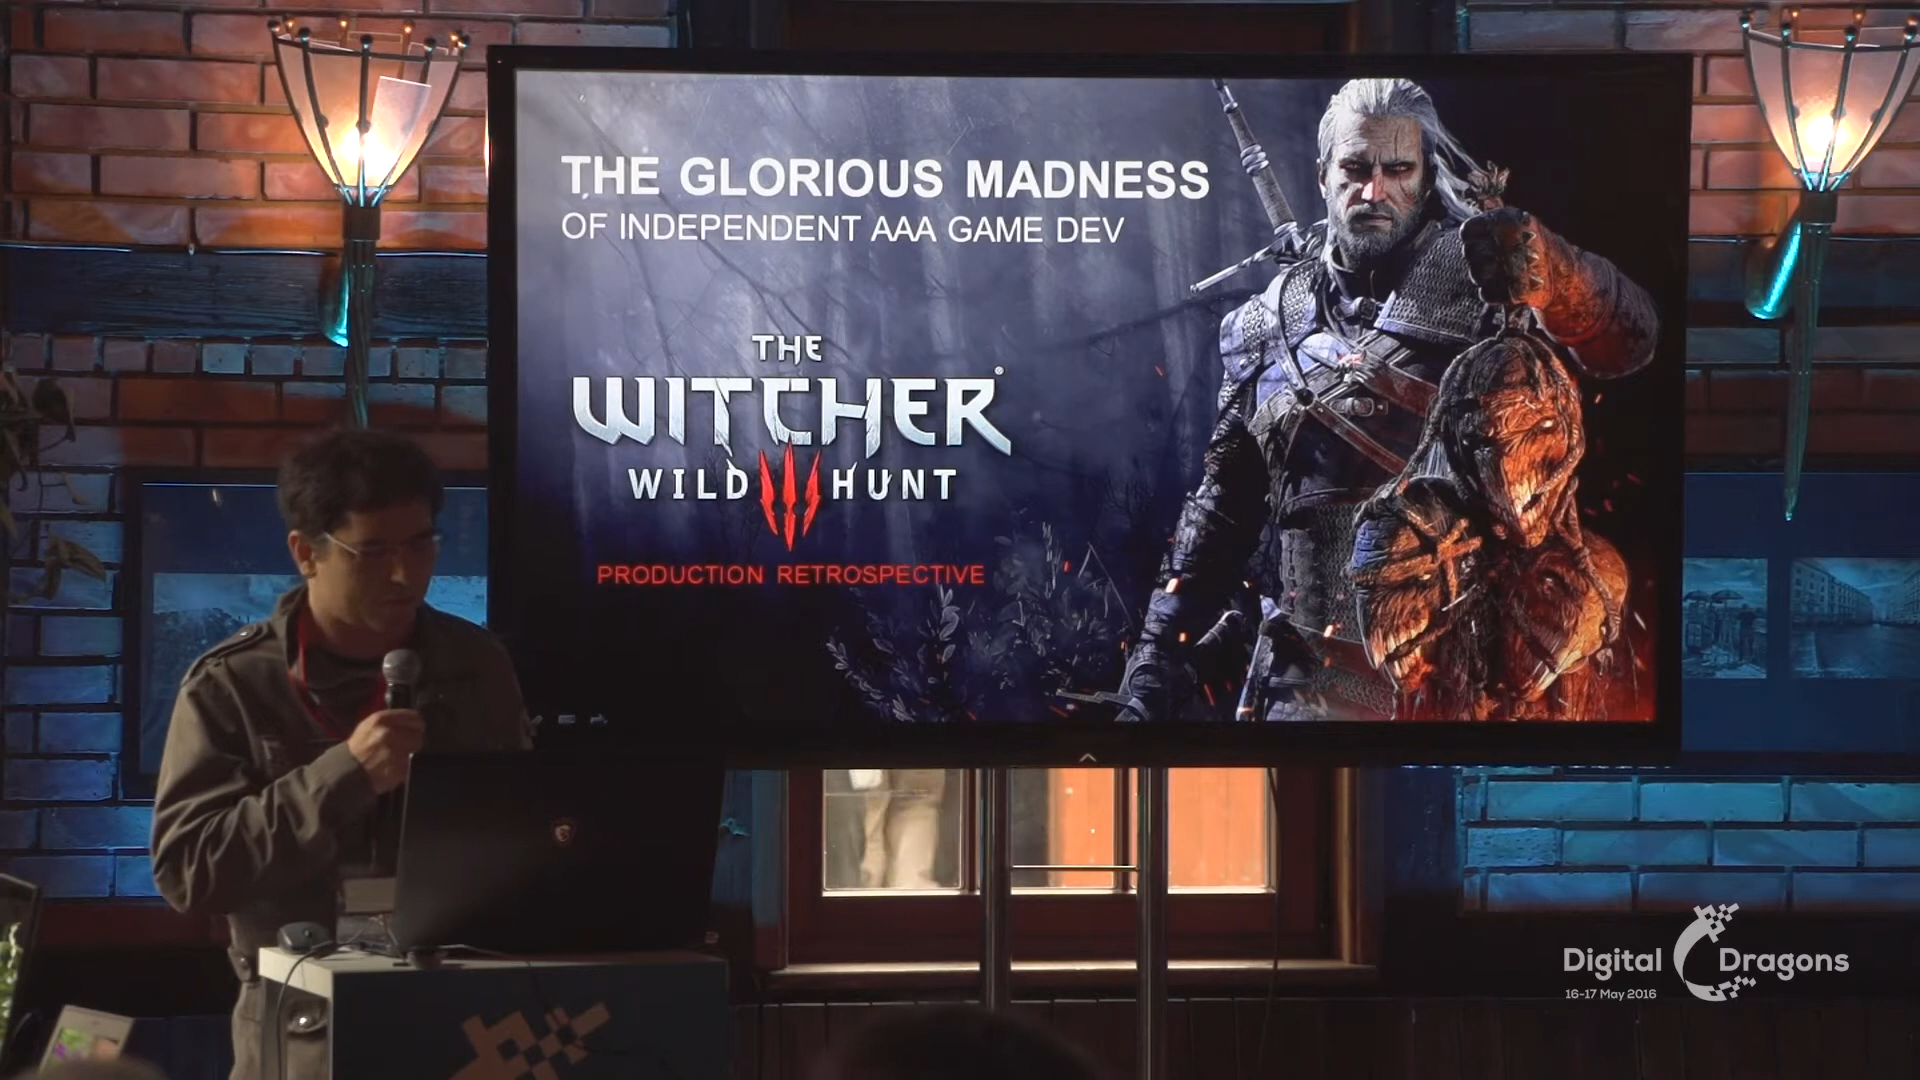 THE GLORIOUS MADNESS
OF INDEPENDENT AAA GAME DEV
THE
WITCHER®
WILD HUNT
PRODUCTION RETROSPECTIVE
Digital Dragons
16-17 May 2016